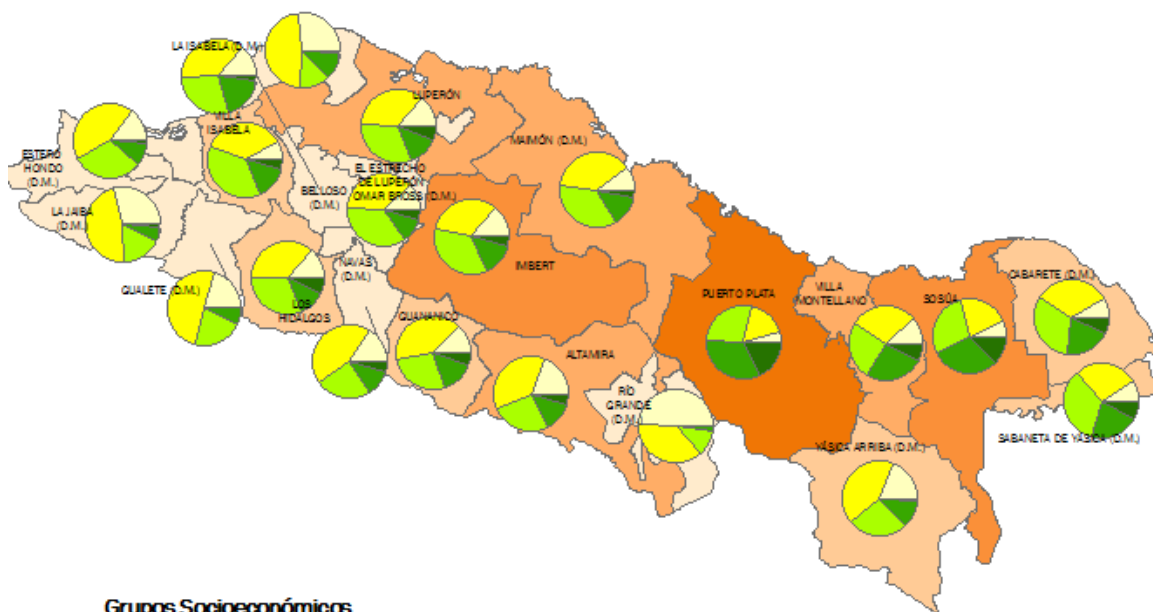 LA ISABELA (D.M.)
LUPERÓN
VILLA
ISABELA
MAIMÓN (D.M.)
ESTERO
HONDO
(D.M.)
EL ESTRECHO
DE LUPERÓN
OMAR BROSS (D.M.)
BELLOSO
(D.M.)
LA JAIBA
(D.M.)
IMBERT
NAVAS
(D.M.)
CABARETE (D.M.)
GUALETE (D.M.)
PUERTO PLATA
VILLA
MONTELLANO
SOSÚA
LOS
HIDALGOS
GUANANICO
ALTAMIRA
RÍO
GRANDE
(D.M.)
SABANETA DE YÁSICA (D.M.)
YÁSICA ARRIBA (D.M.)
Grupos Socioeconómicos